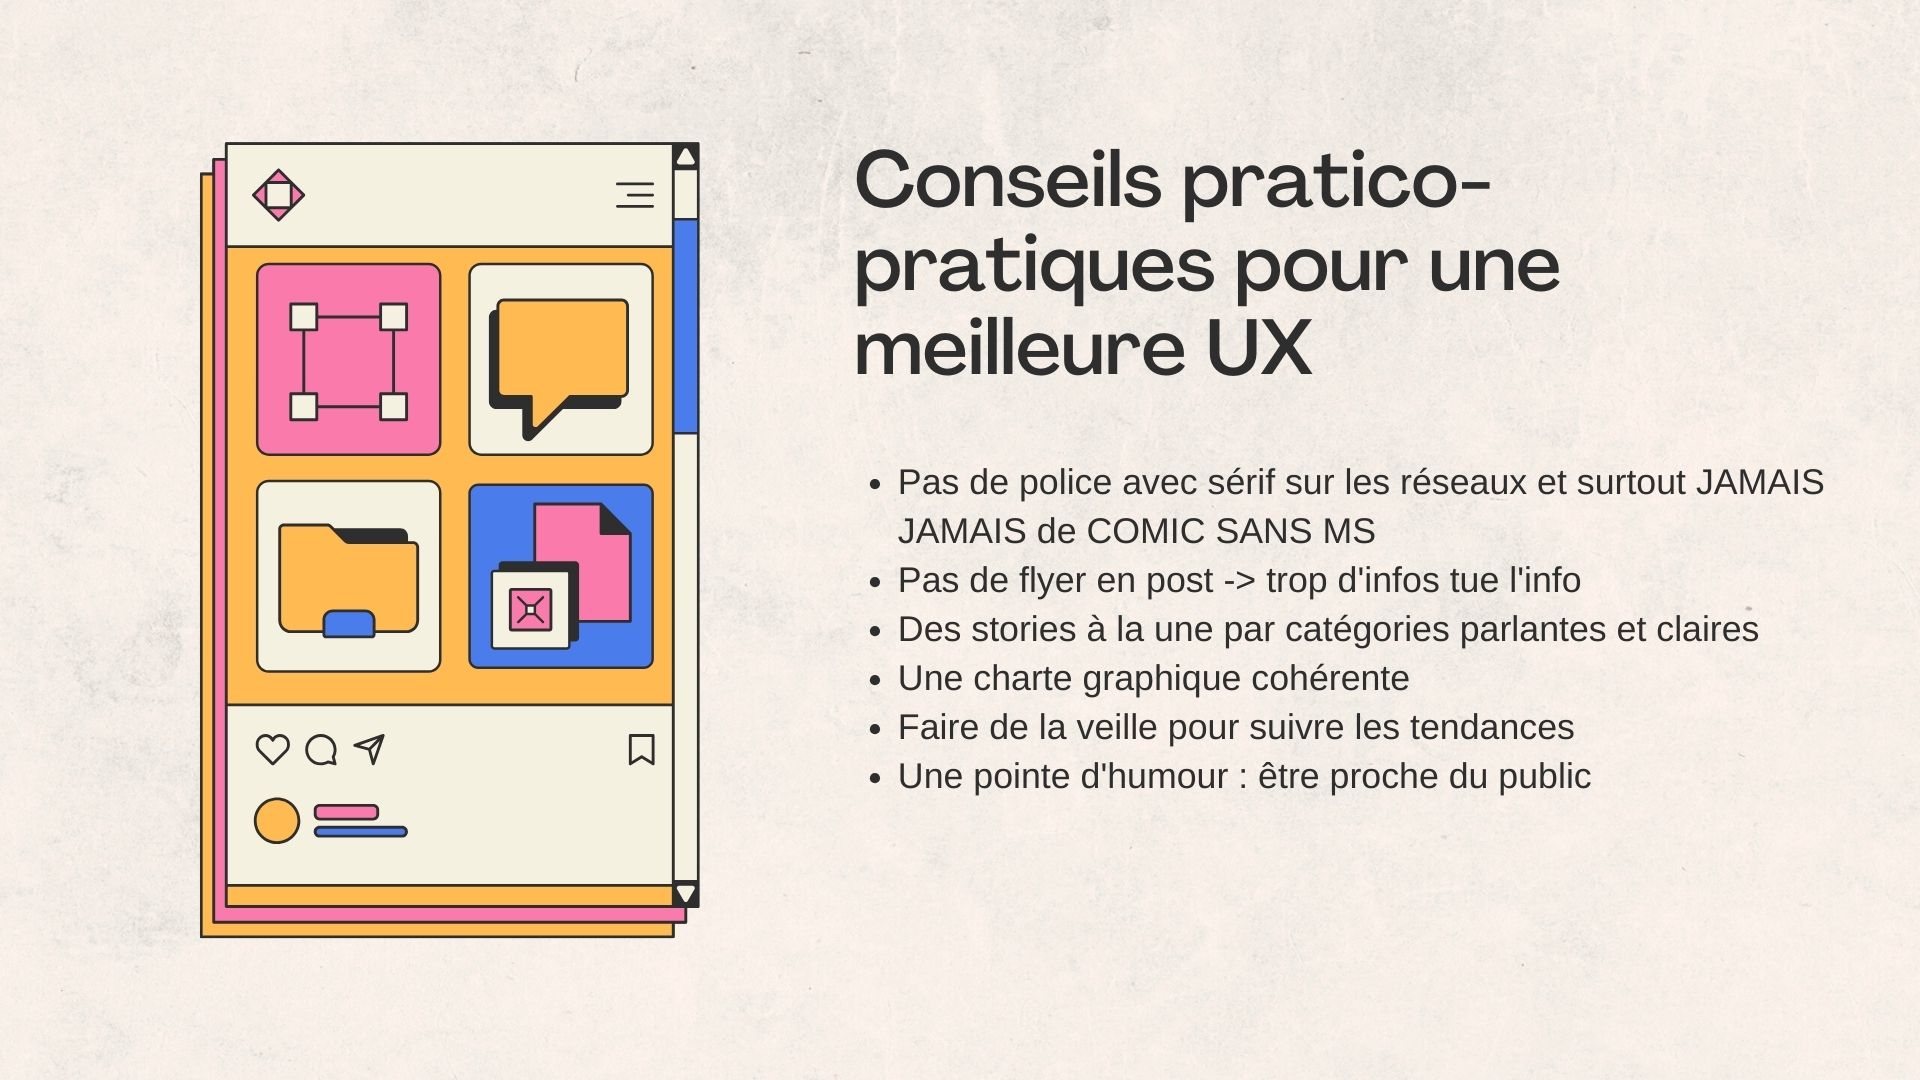 Conseils pratico-
pratiques pour une
meilleure UX
• Pas de police avec sérif sur les réseaux et surtout JAMAIS
JAMAIS de COMIC SANS MS
• Pas de flyer en post -> trop d'infos tue l'info
• Des stories à la une par catégories parlantes et claires
• Une charte graphique cohérente
• Faire de la veille pour suivre les tendances
• Une pointe d'humour : être proche du public